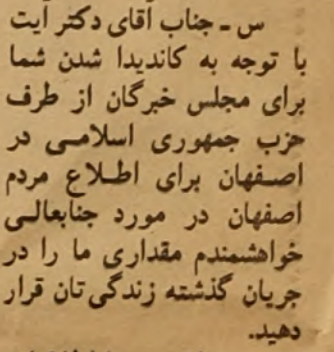 س ـ جناب آقای دکتر آیت
با توجه به کاندیدا شدن شما
برای مجلس خبرگان از طرف
حزب جمهوری اسلامی در
اصفهان برای اطلاع مردم
اصفهان در مورد جنابعالی
خواهشمندم مقداری ما را در
جریان گذشته زندگی تان قرار
دهید.